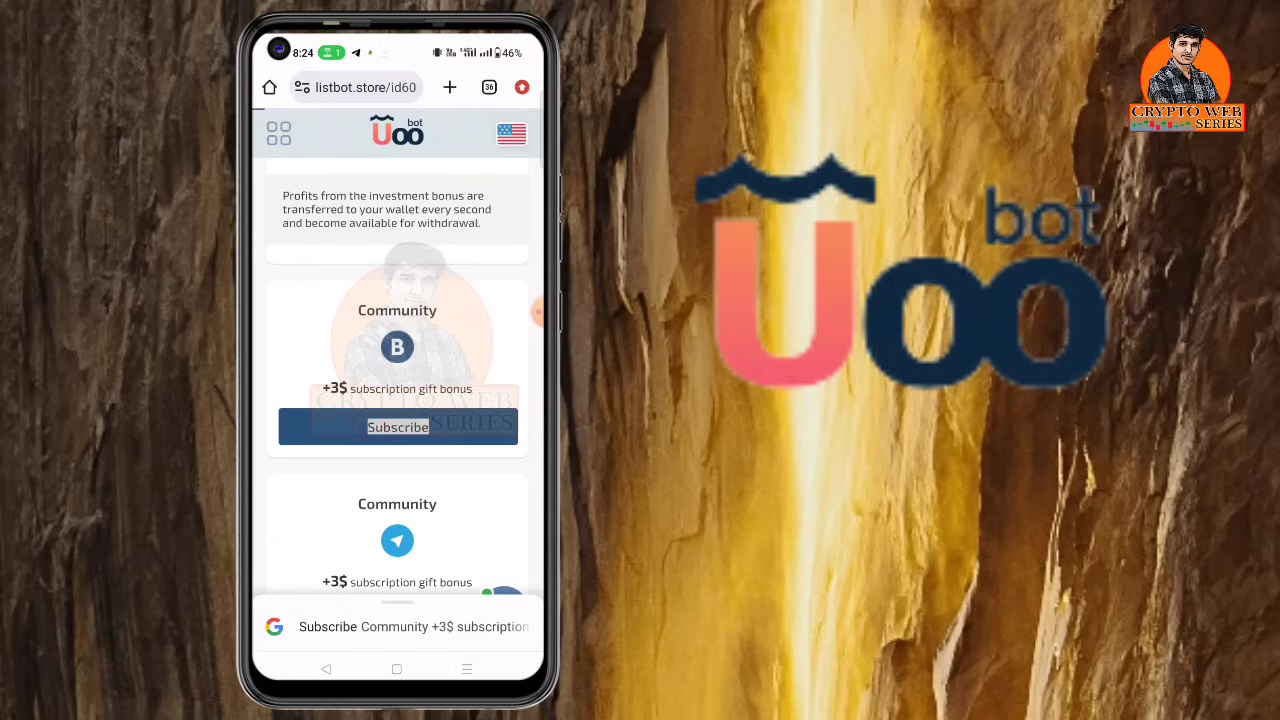 8:24
1
46%
listbot.store/id60
36
Uoo bot
Profits from the investment bonus are
transferred to your wallet every second
and become available for withdrawal.
Community
B
+3$ subscription gift bonus
Subscribe
Community
+3$ subscription gift bonus
Subscribe Community +3$ subscription
CRYPTO WEB
SERIES
Uoo bot
CRYPTO WEB
SERIES